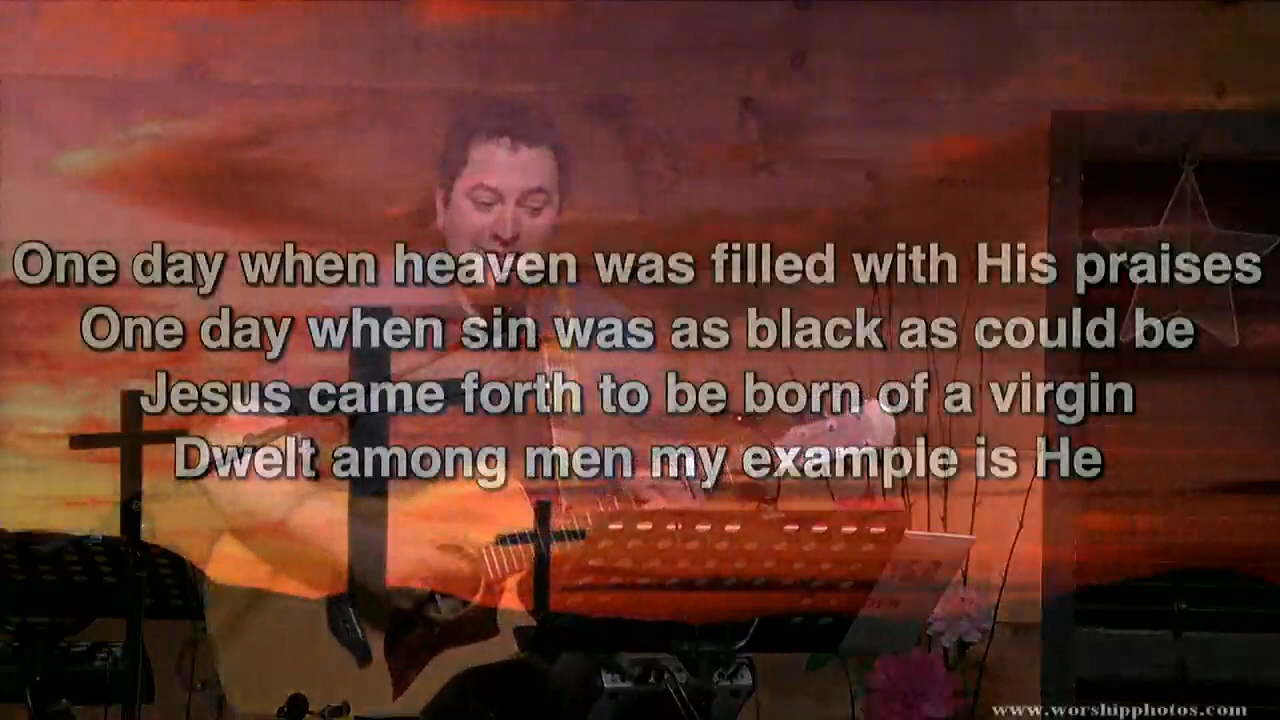 One day when heaven was filled with His praises
One day when sin was as black as could be
Jesus came forth to be born of a virgin
Dwelt among men my example is He
www.worshipphotos.com